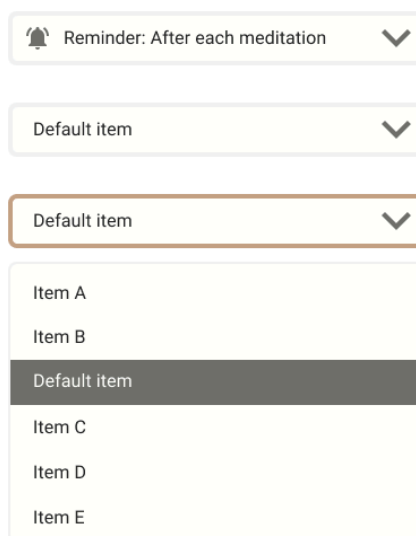 Reminder: After each meditation
Default item
Default item
Item A
Item B
Default item
Item C
Item D
Item E